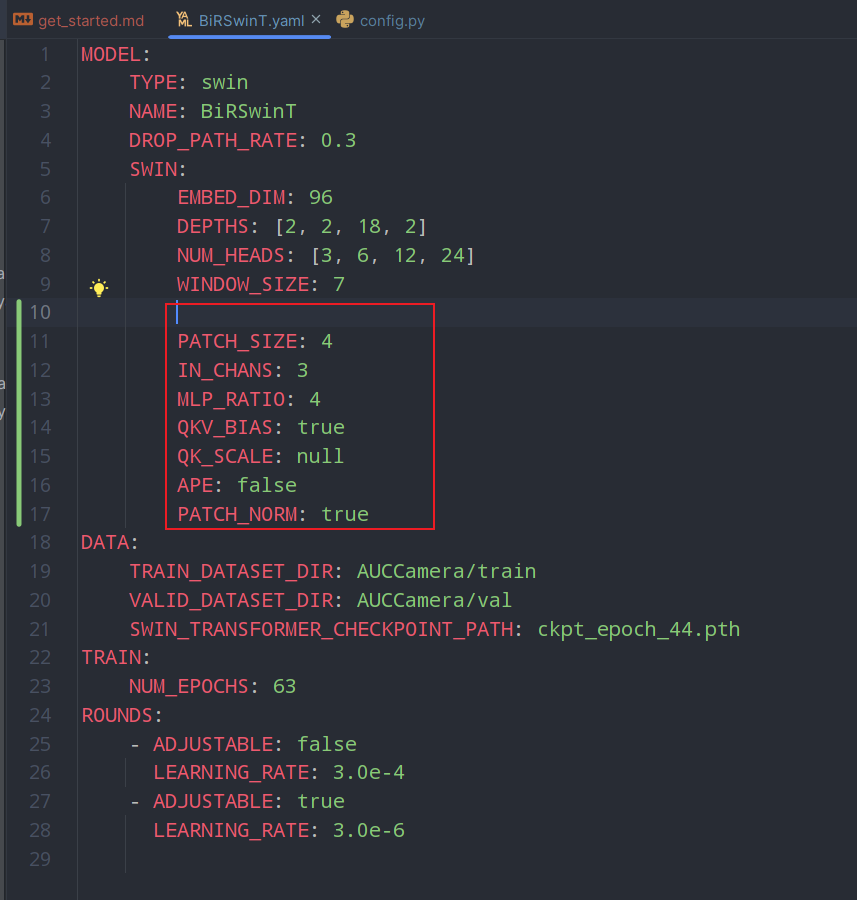 get_started.md BiRSwinT.yaml config.py
1 MODEL:
2 TYPE: swin
3 NAME: BiRSwinT
4 DROP_PATH_RATE: 0.3
5 SWIN:
6 EMBED_DIM: 96
7 DEPTHS: [2, 2, 18, 2]
8 NUM_HEADS: [3, 6, 12, 24]
9 WINDOW_SIZE: 7
10
11 PATCH_SIZE: 4
12 IN_CHANS: 3
13 MLP_RATIO: 4
14 QKV_BIAS: true
15 QK_SCALE: null
16 APE: false
17 PATCH_NORM: true
18 DATA:
19 TRAIN_DATASET_DIR: AUCCamera/train
20 VALID_DATASET_DIR: AUCCamera/val
21 SWIN_TRANSFORMER_CHECKPOINT_PATH: ckpt_epoch_44.pth
22 TRAIN:
23 NUM_EPOCHS: 63
24 ROUNDS:
25 - ADJUSTABLE: false
26 LEARNING_RATE: 3.0e-4
27 - ADJUSTABLE: true
28 LEARNING_RATE: 3.0e-6
29